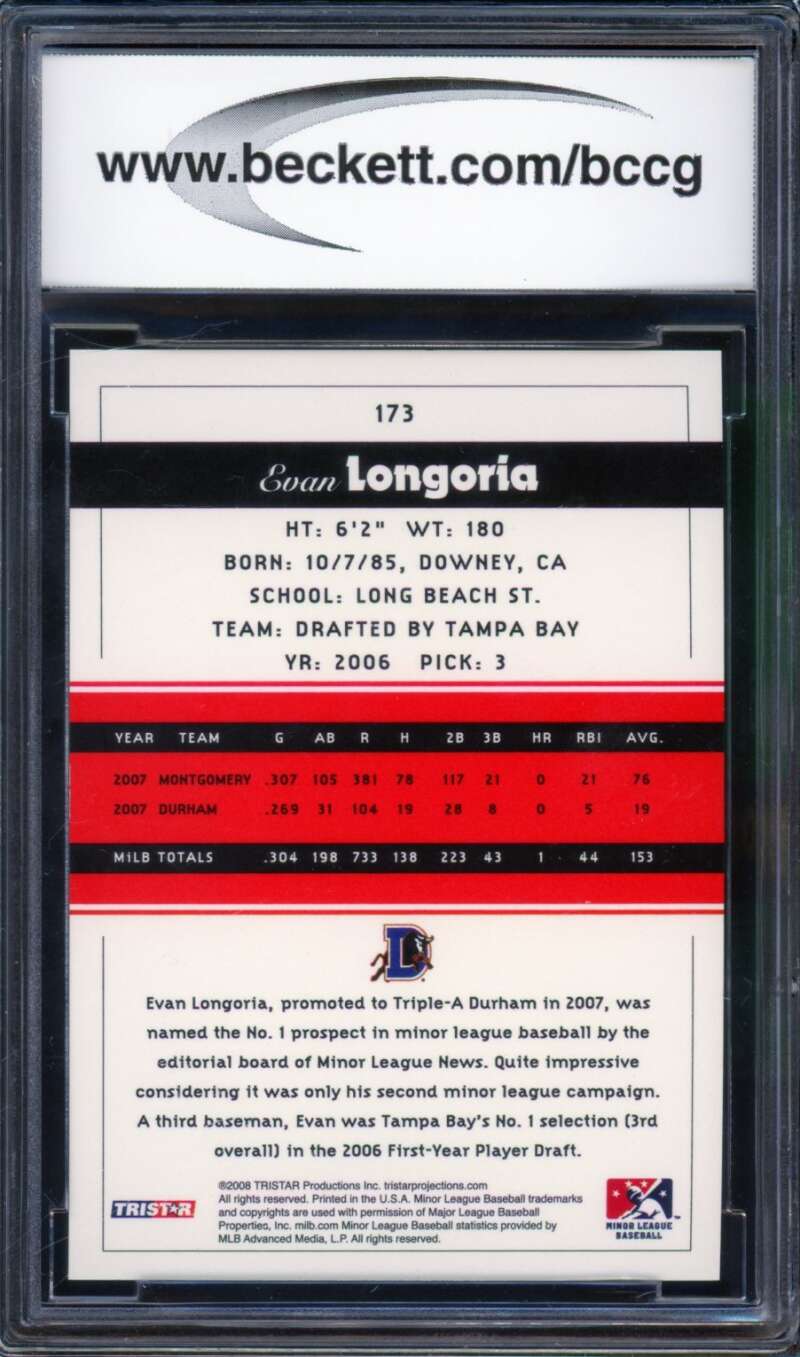 www.beckett.com/bccg
173
Evan Longoria
HT: 6'2" WT: 180
BORN: 10/7/85, DOWNEY, CA
SCHOOL: LONG BEACH ST.
TEAM: DRAFTED BY TAMPA BAY
YR: 2006 PICK: 3
YEAR TEAM G AB R H 2B 3B HR RBI AVG.
2007 MONTGOMERY .307 105 381 78 117 21 0 21 76
2007 DURHAM .269 31 104 19 28 8 0 5 19
MiLB TOTALS .304 198 733 138 223 43 1 44 153
D
Evan Longoria, promoted to Triple-A Durham in 2007, was
named the No. 1 prospect in minor league baseball by the
editorial board of Minor League News. Quite impressive
considering it was only his second minor league campaign.
A third baseman, Evan was Tampa Bay's No. 1 selection (3rd
overall) in the 2006 First-Year Player Draft.
©2008 TRISTAR Productions Inc. tristarprojections.com
All rights reserved. Printed in the U.S.A. Minor League Baseball trademarks
and copyrights are used with permission of Major League Baseball
Properties, Inc. milb.com Minor League Baseball statistics provided by
MLB Advanced Media, L.P. All rights reserved.
TRISTAR
MINOR LEAGUE
BASEBALL